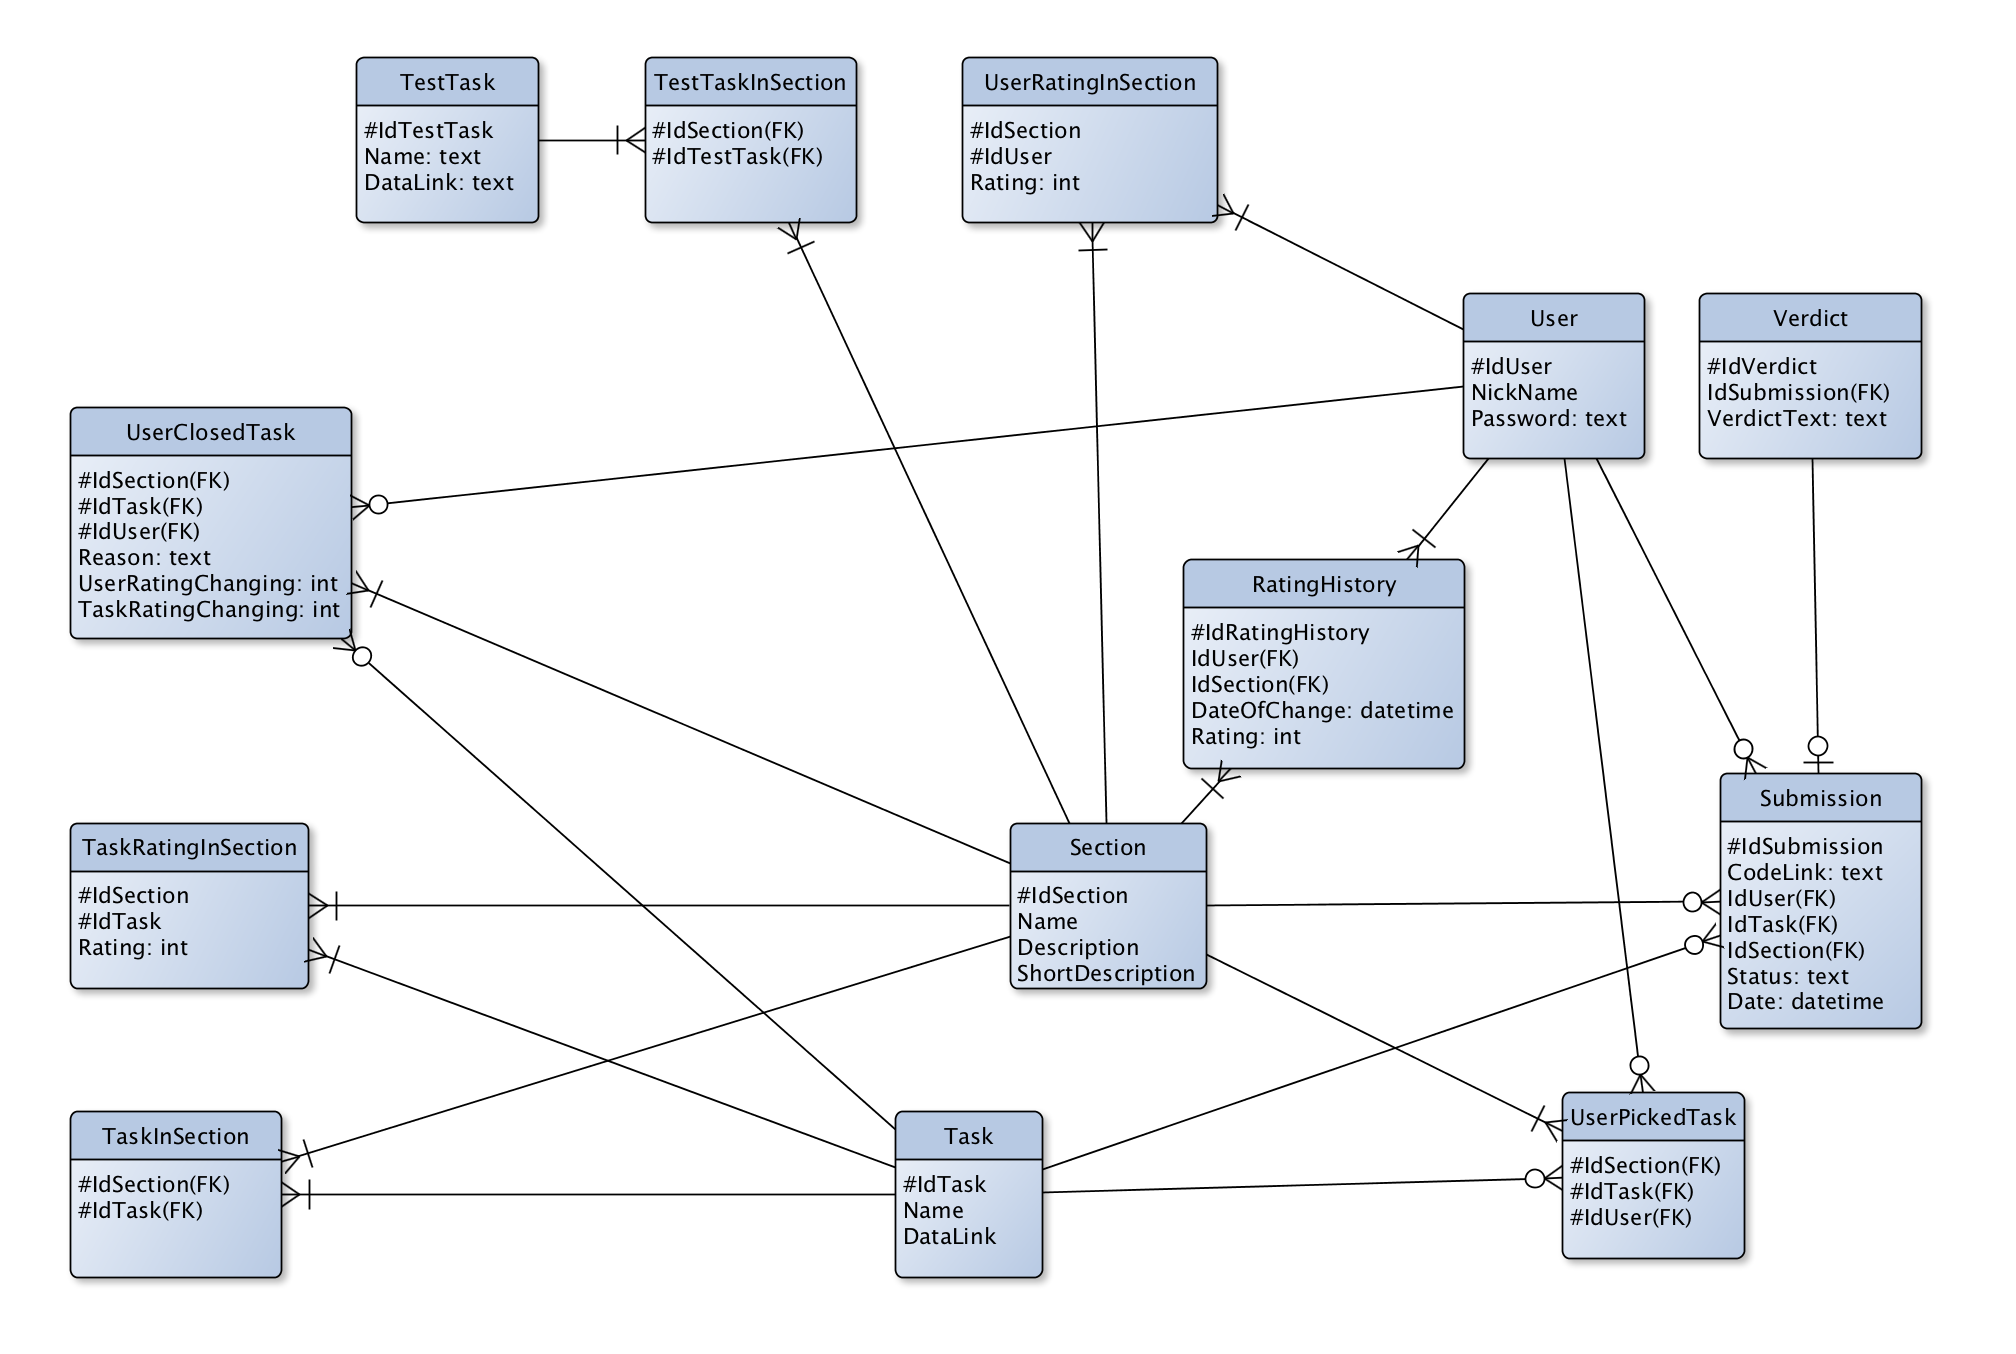 TestTask
#IdTestTask
Name: text
DataLink: text
TestTaskInSection
#IdSection(FK)
#IdTestTask(FK)
UserRatingInSection
#IdSection
#IdUser
Rating: int
User
#IdUser
NickName
Password: text
Verdict
#IdVerdict
IdSubmission(FK)
VerdictText: text
UserClosedTask
#IdSection(FK)
#IdTask(FK)
#IdUser(FK)
Reason: text
UserRatingChanging: int
TaskRatingChanging: int
RatingHistory
#IdRatingHistory
IdUser(FK)
IdSection(FK)
DateOfChange: datetime
Rating: int
Submission
#IdSubmission
CodeLink: text
IdUser(FK)
IdTask(FK)
IdSection(FK)
Status: text
Date: datetime
TaskRatingInSection
#IdSection
#IdTask
Rating: int
Section
#IdSection
Name
Description
ShortDescription
TaskInSection
#IdSection(FK)
#IdTask(FK)
Task
#IdTask
Name
DataLink
UserPickedTask
#IdSection(FK)
#IdTask(FK)
#IdUser(FK)